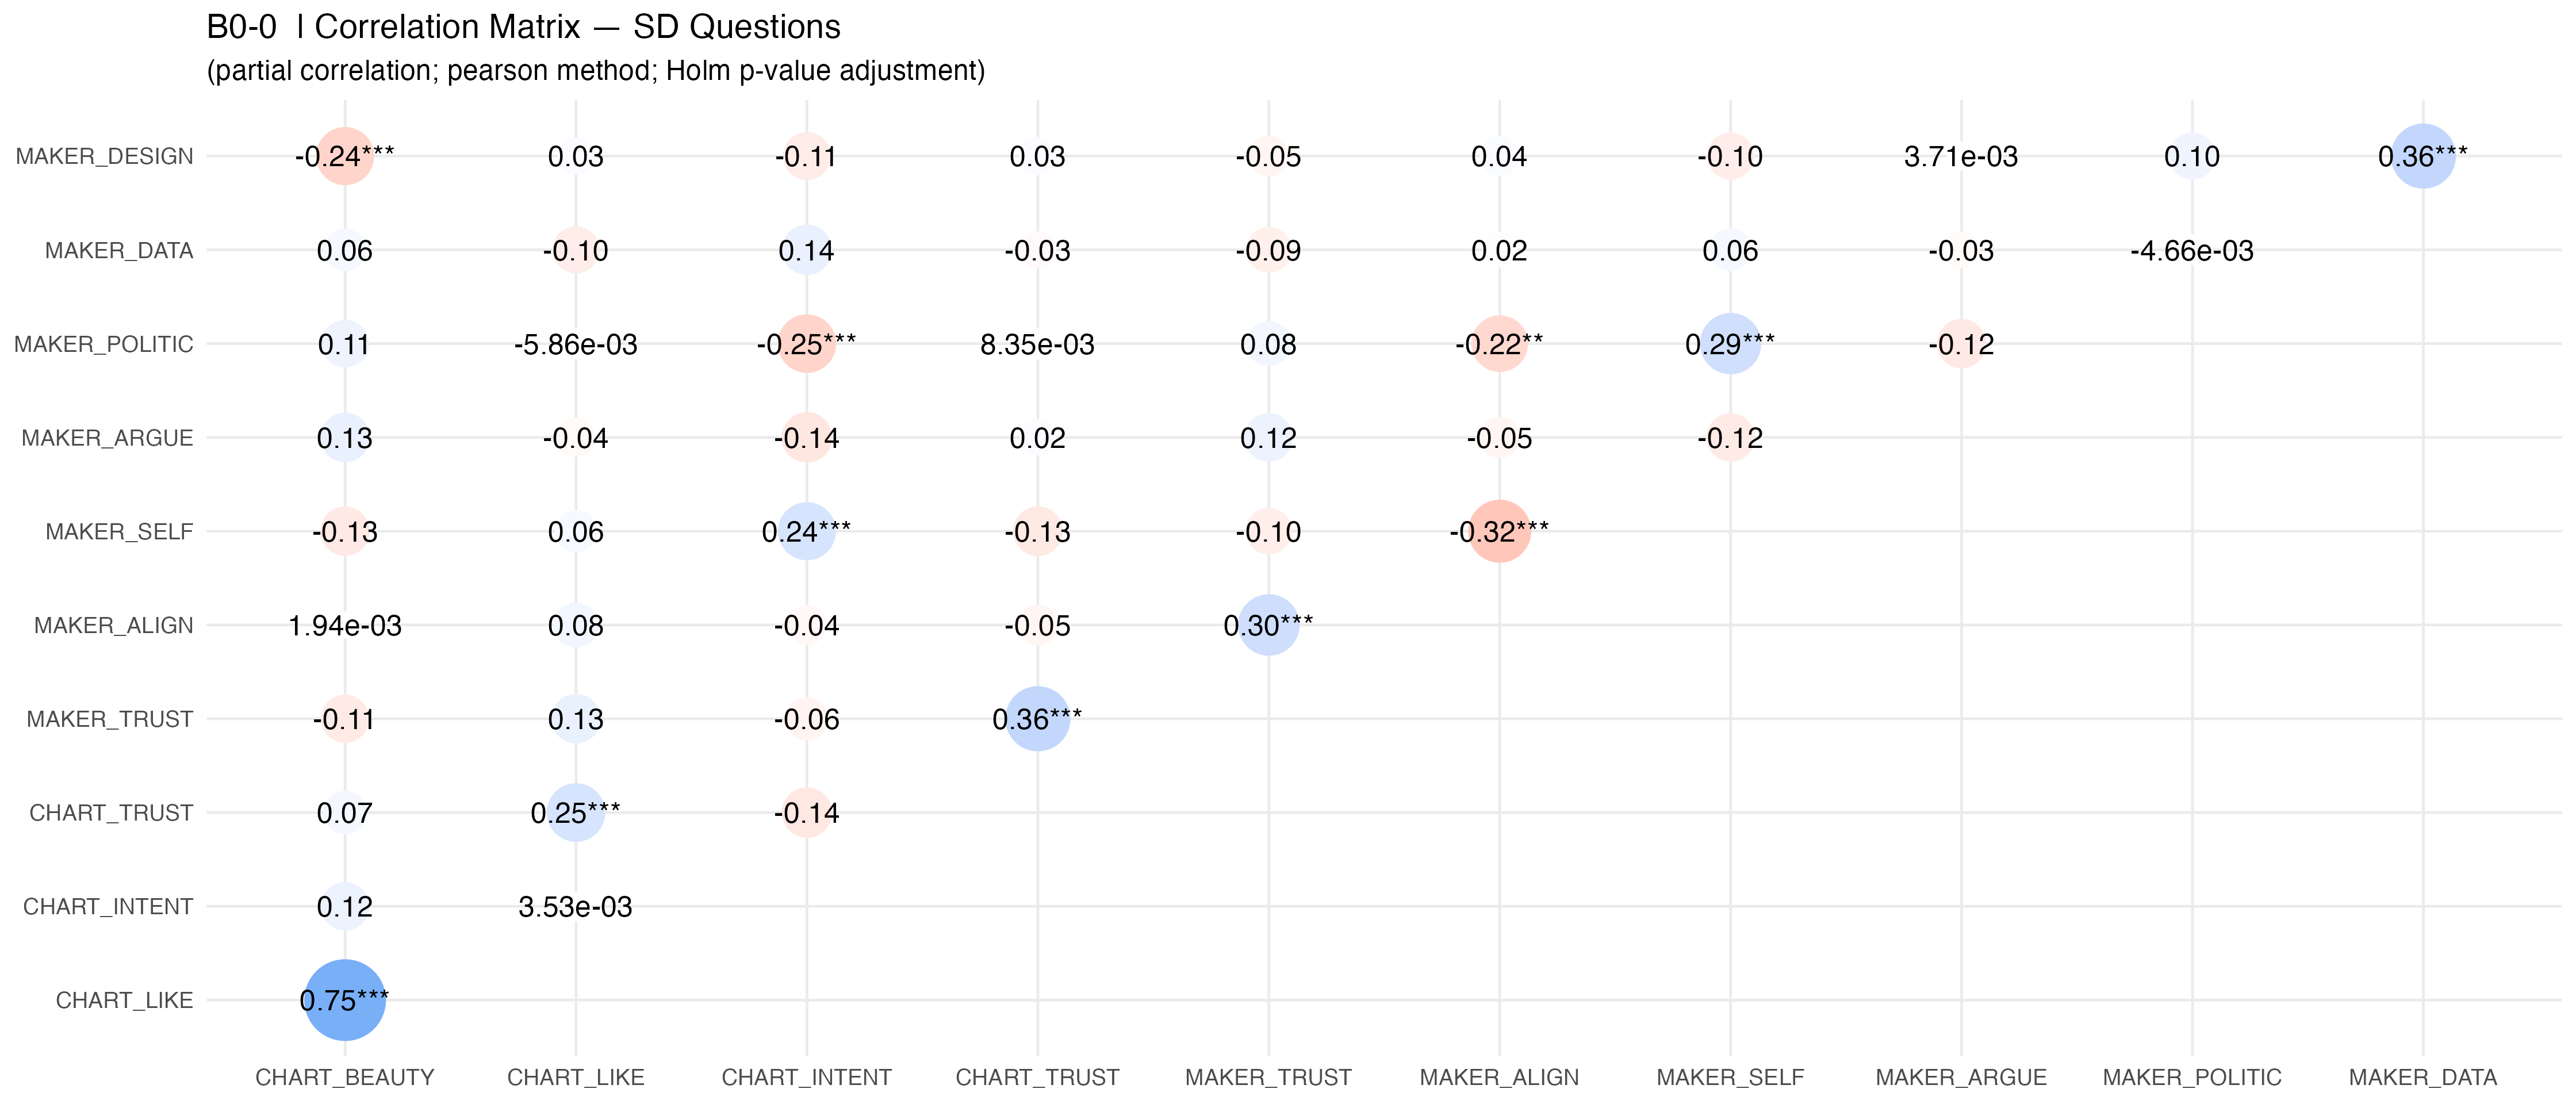 B0-0 | Correlation Matrix — SD Questions
(partial correlation; pearson method; Holm p-value adjustment)
MAKER_DESIGN -0.24*** 0.03 -0.11 0.03 -0.05 0.04 -0.10 3.71e-03 0.10 0.36***
MAKER_DATA 0.06 -0.10 0.14 -0.03 -0.09 0.02 0.06 -0.03 -4.66e-03
MAKER_POLITIC 0.11 -5.86e-03 -0.25*** 8.35e-03 0.08 -0.22** 0.29*** -0.12
MAKER_ARGUE 0.13 -0.04 -0.14 0.02 0.12 -0.05 -0.12
MAKER_SELF -0.13 0.06 0.24*** -0.13 -0.10 -0.32***
MAKER_ALIGN 1.94e-03 0.08 -0.04 -0.05 0.30***
MAKER_TRUST -0.11 0.13 -0.06 0.36***
CHART_TRUST 0.07 0.25*** -0.14
CHART_INTENT 0.12 3.53e-03
CHART_LIKE 0.75***
CHART_BEAUTY CHART_LIKE CHART_INTENT CHART_TRUST MAKER_TRUST MAKER_ALIGN MAKER_SELF MAKER_ARGUE MAKER_POLITIC MAKER_DATA